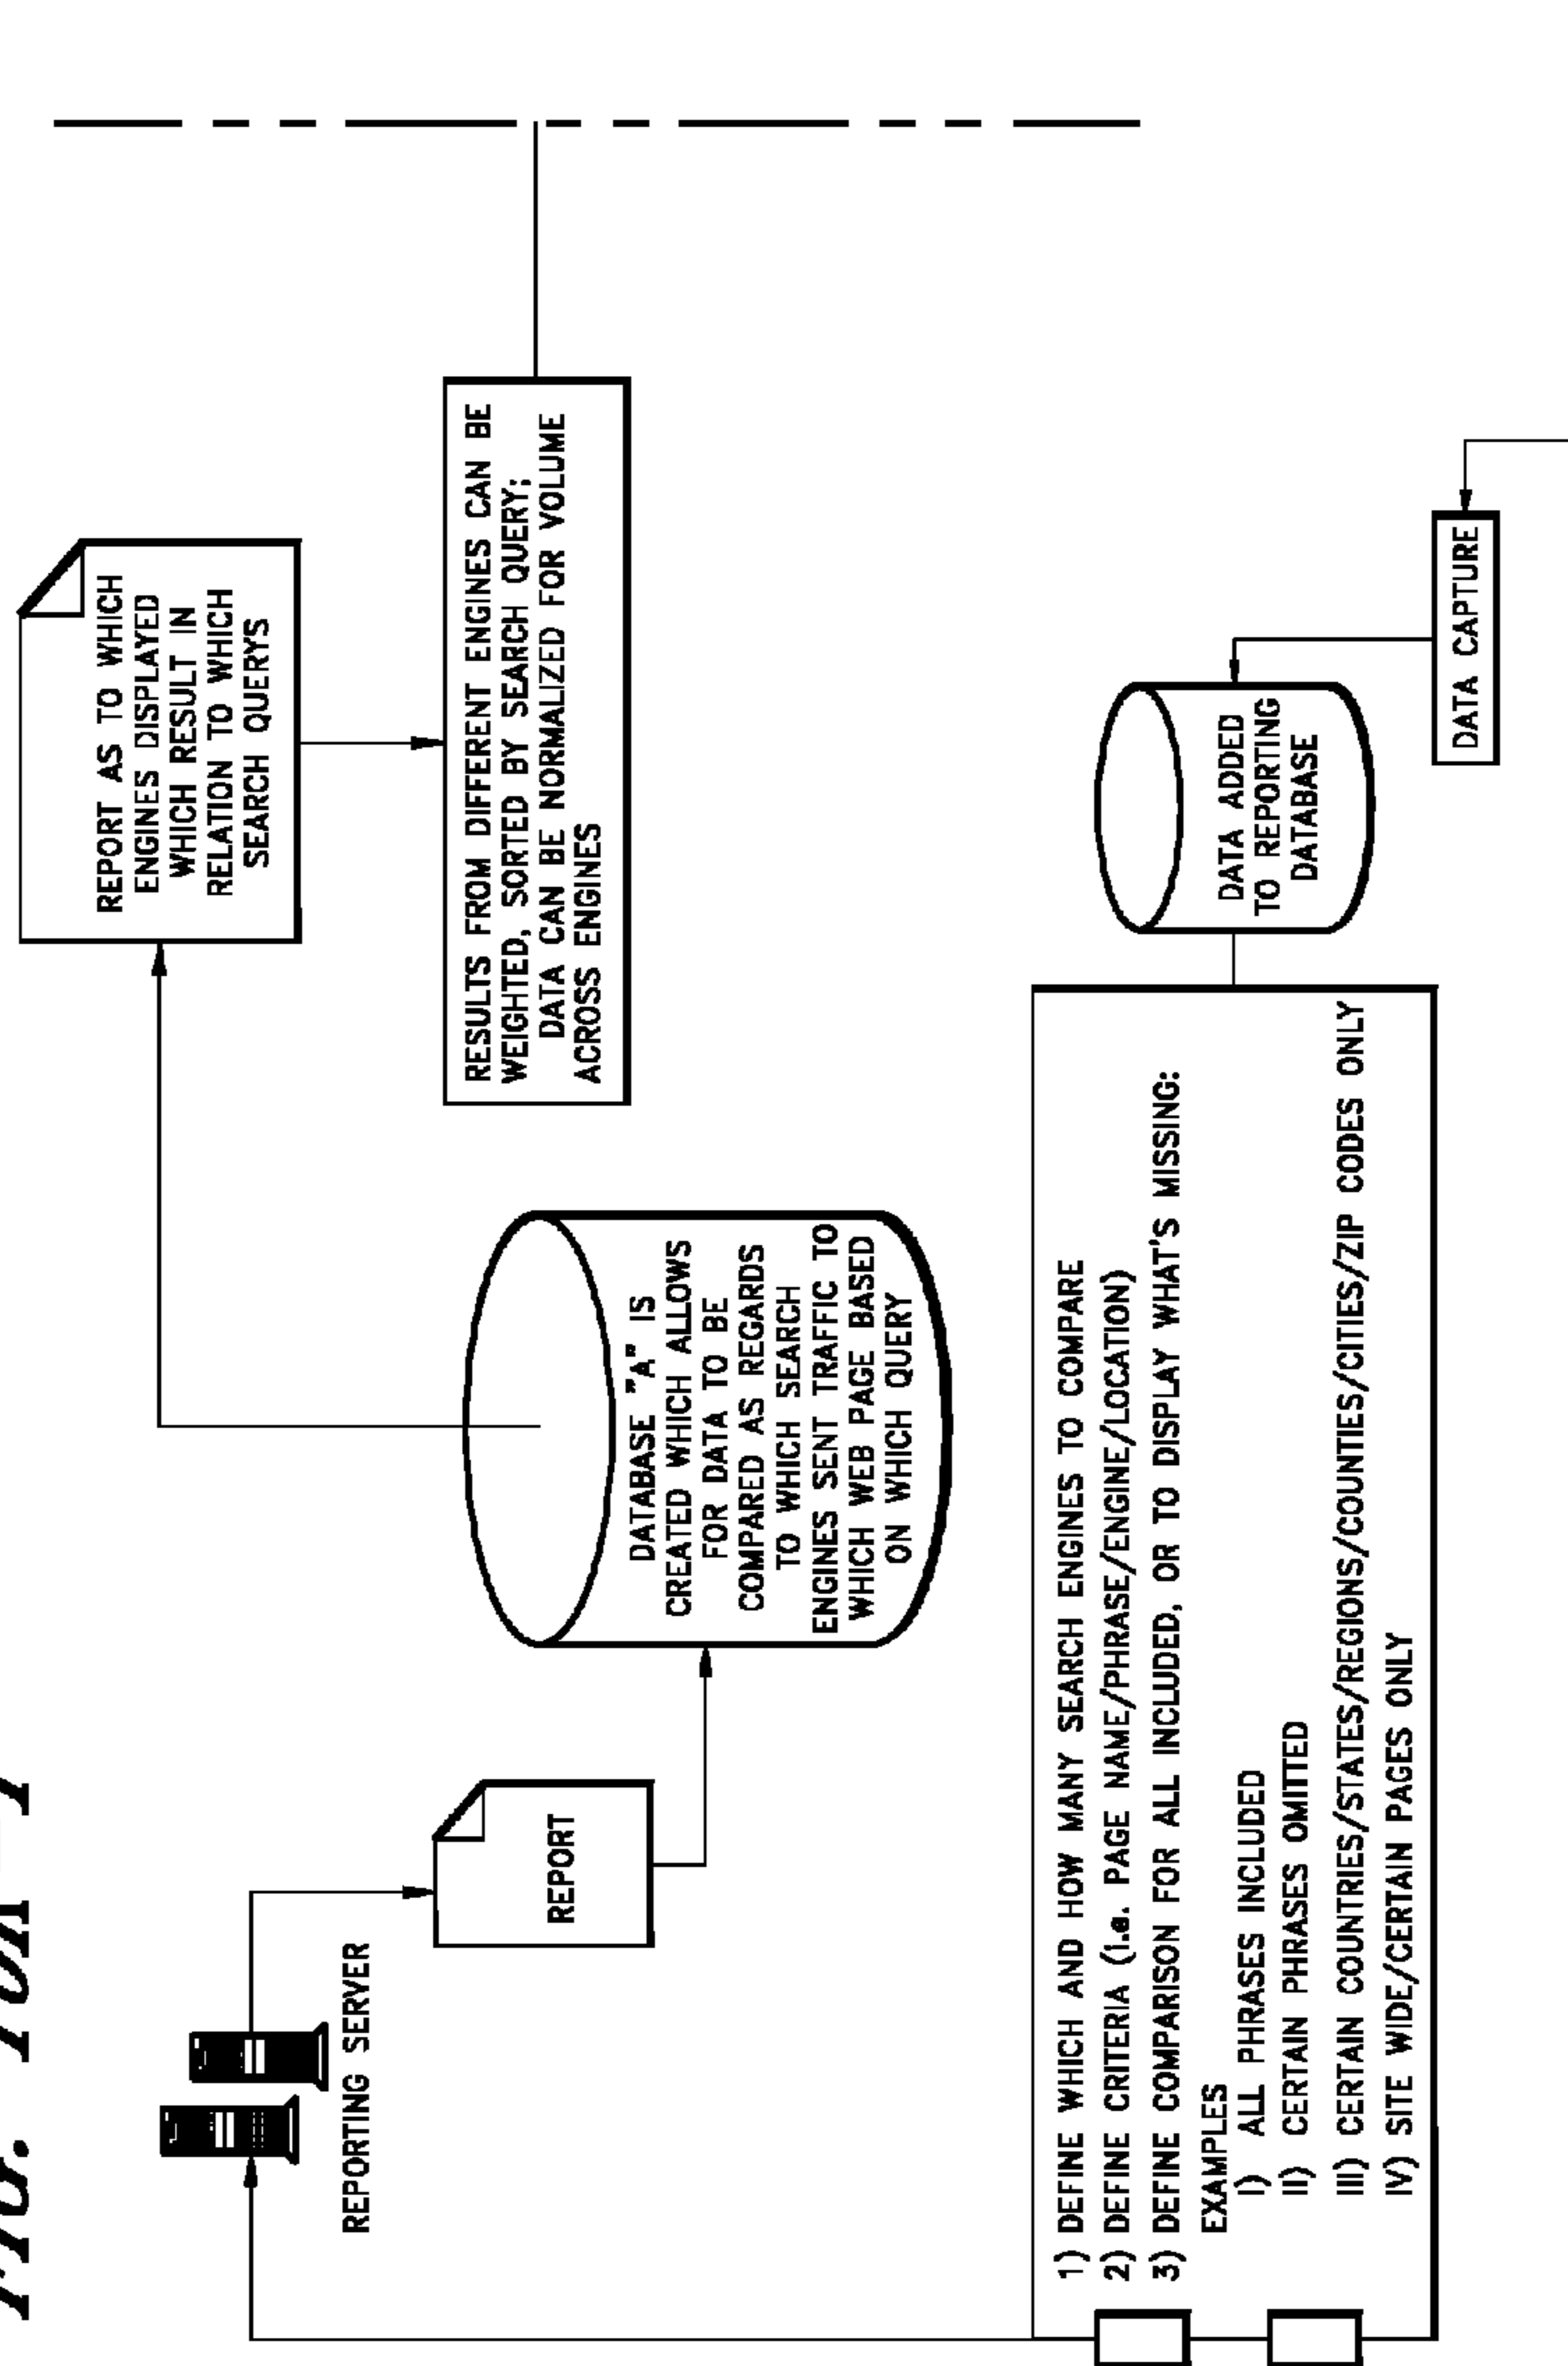 REPORTING SERVER
REPORT
DATABASE "A" IS
CREATED WHICH ALLOWS
FOR DATA TO BE
COMPARED AS REGARDS
TO WHICH SEARCH
ENGINES SENT TRAFFIC TO
WHICH WEB PAGE BASED
ON WHICH QUERY
REPORT AS TO WHICH
ENGINES DISPLAYED
WHICH RESULT IN
RELATION TO WHICH
SEARCH QUERYS
RESULTS FROM DIFFERENT ENGINES CAN BE
WEIGHTED, SORTED BY SEARCH QUERY;
DATA CAN BE NORMALIZED FOR VOLUME
ACROSS ENGINES
1) DEFINE WHICH AND HOW MANY SEARCH ENGINES TO COMPARE
2) DEFINE CRITERIA (i.e. PAGE NAME/PHRASE/ENGINE/LOCATION)
3) DEFINE COMPARISON FOR ALL INCLUDED, OR TO DISPLAY WHAT'S MISSING:
EXAMPLES
I) ALL PHRASES INCLUDED
II) CERTAIN PHRASES OMITTED
III) CERTAIN COUNTRIES/STATES/REGIONS/COUNTIES/CITIES/ZIP CODES ONLY
IV) SITE WIDE/CERTAIN PAGES ONLY
DATA ADDED
TO REPORTING
DATABASE
DATA CAPTURE